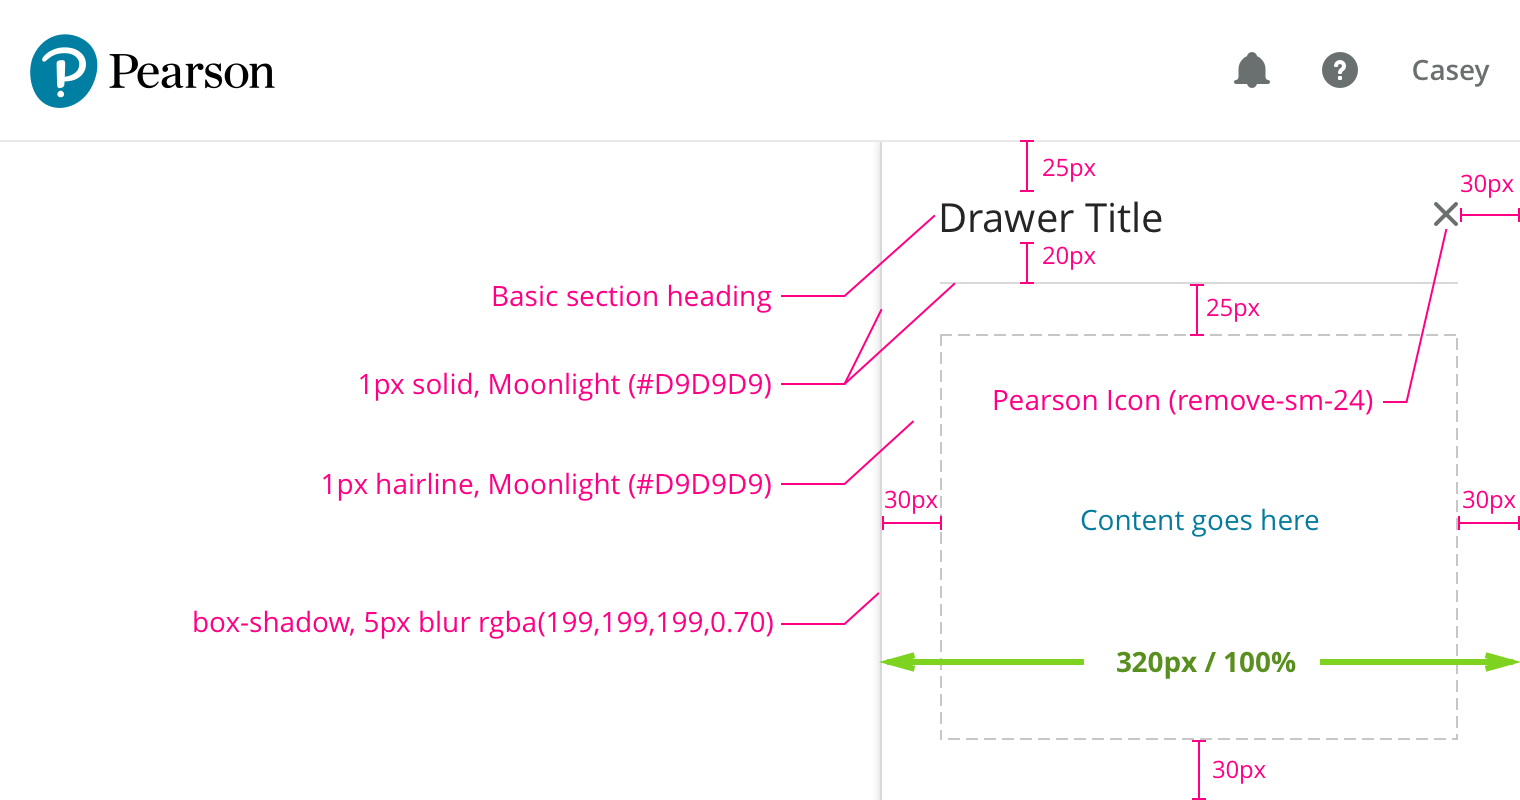 Pearson
Casey
25px
30px
Drawer Title
20px
Basic section heading
25px
1px solid, Moonlight (#D9D9D9)
Pearson Icon (remove-sm-24)
1px hairline, Moonlight (#D9D9D9)
30px
30px
Content goes here
box-shadow, 5px blur rgba(199,199,199,0.70)
320px / 100%
30px